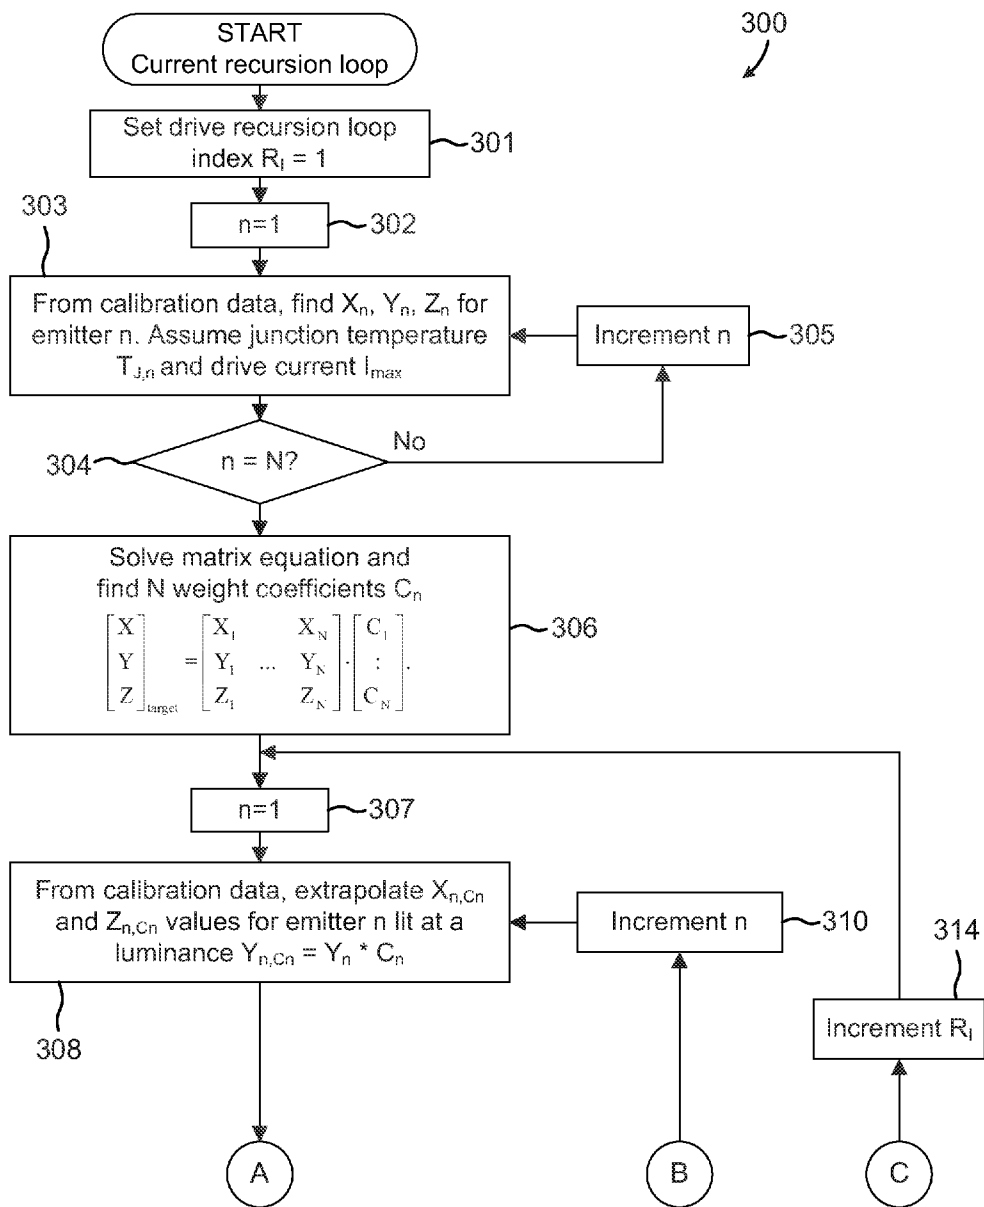 START
Current recursion loop
300
Set drive recursion loop
index R_I = 1
301
n=1
302
303
From calibration data, find X_n, Y_n, Z_n for
emitter n. Assume junction temperature
T_J,n and drive current I_max
Increment n
305
n = N?
No
304
Solve matrix equation and
find N weight coefficients C_n
[X] [X_1 X_N] [C_1]
[Y] = [Y_1 ... Y_N] · [ : ] .
[Z]_target [Z_1 Z_N] [C_N]
306
n=1
307
From calibration data, extrapolate X_n,Cn
and Z_n,Cn values for emitter n lit at a
luminance Y_n,Cn = Y_n * C_n
308
Increment n
310
314
Increment R_I
A
B
C